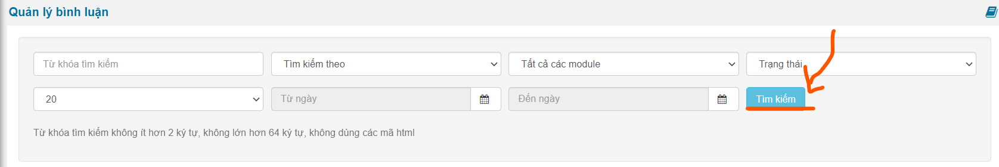 Quản lý bình luận
Từ khóa tìm kiếm
Tìm kiếm theo
Tất cả các module
Trạng thái
20
Từ ngày
Đến ngày
Tìm kiếm
Từ khóa tìm kiếm không ít hơn 2 ký tự, không lớn hơn 64 ký tự, không dùng các mã html